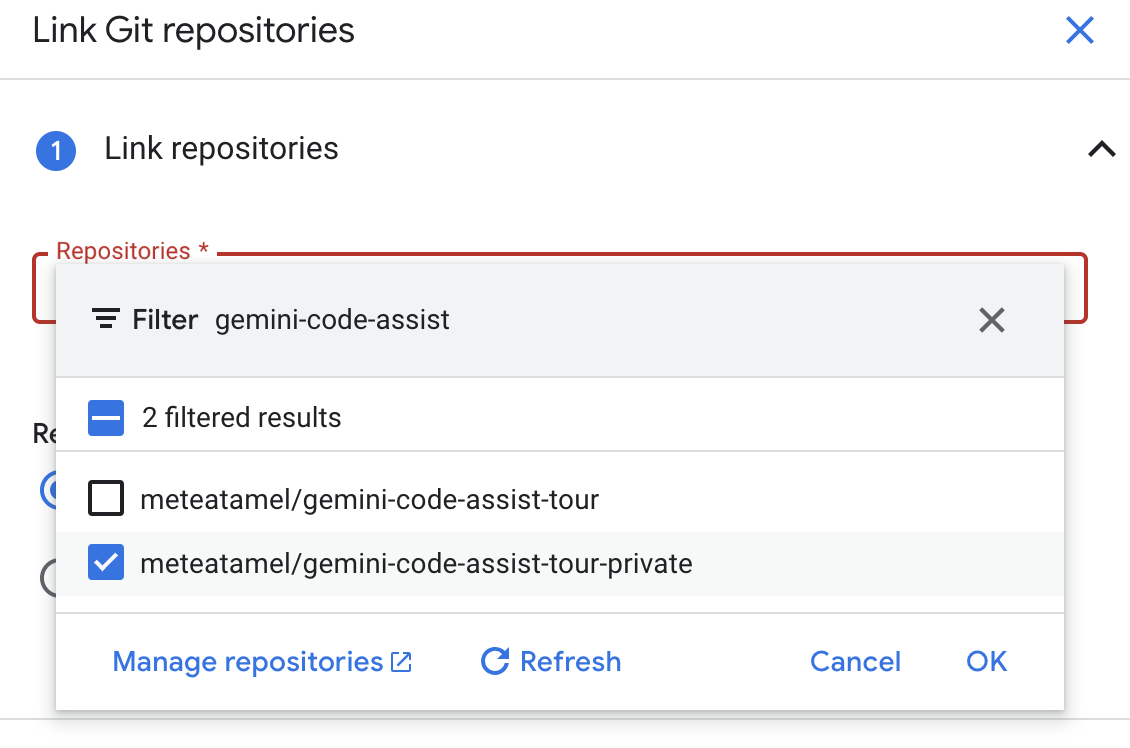 Link Git repositories
1 Link repositories
Repositories *
Filter gemini-code-assist
2 filtered results
meteatamel/gemini-code-assist-tour
meteatamel/gemini-code-assist-tour-private
Manage repositories Refresh Cancel OK